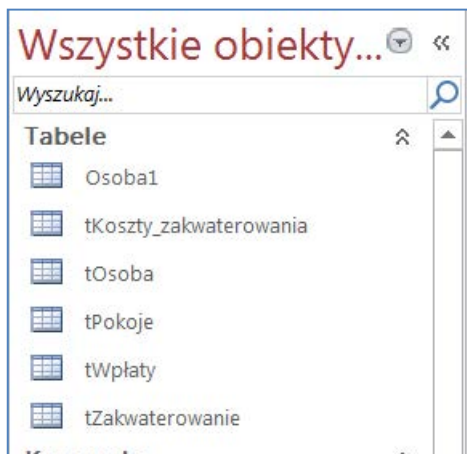 Wszystkie obiekty...
Wyszukaj...
Tabele
Osoba1
tKoszty_zakwaterowania
tOsoba
tPokoje
tWpłaty
tZakwaterowanie